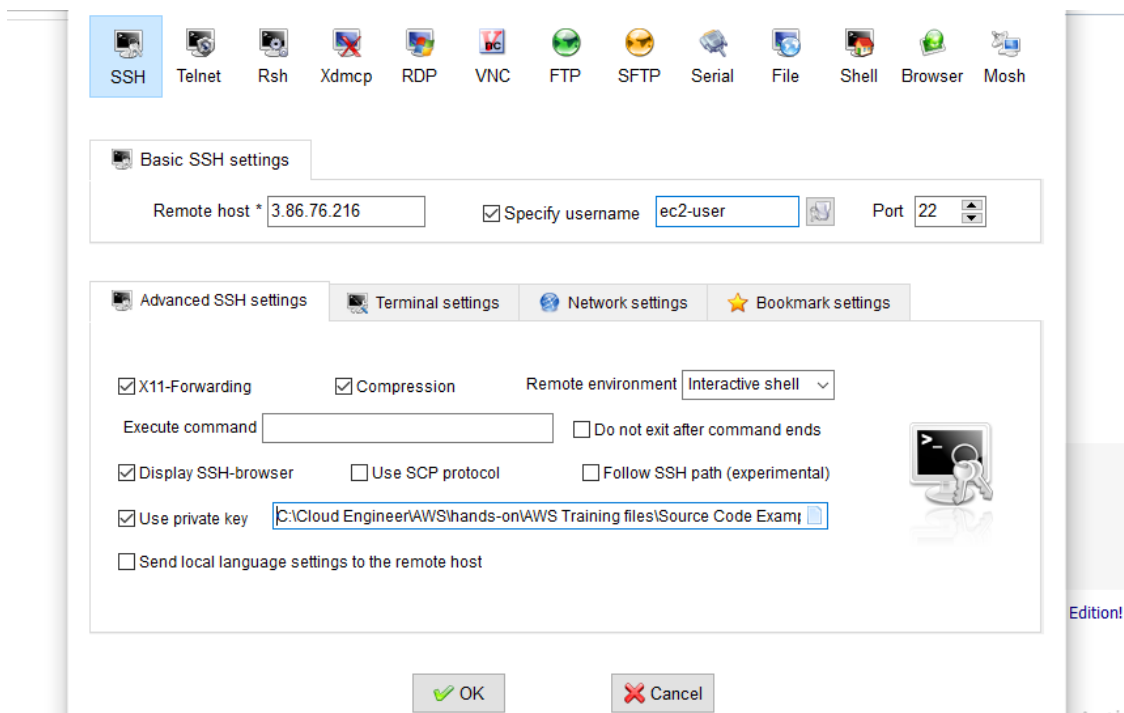 SSH Telnet Rsh Xdmcp RDP VNC FTP SFTP Serial File Shell Browser Mosh
Basic SSH settings
Remote host * 3.86.76.216 Specify username ec2-user Port 22
Advanced SSH settings Terminal settings Network settings Bookmark settings
X11-Forwarding Compression Remote environment Interactive shell
Execute command Do not exit after command ends
Display SSH-browser Use SCP protocol Follow SSH path (experimental)
Use private key C:\Cloud Engineer\AWS\hands-on\AWS Training files\Source Code Examp
Send local language settings to the remote host
Edition!
OK Cancel